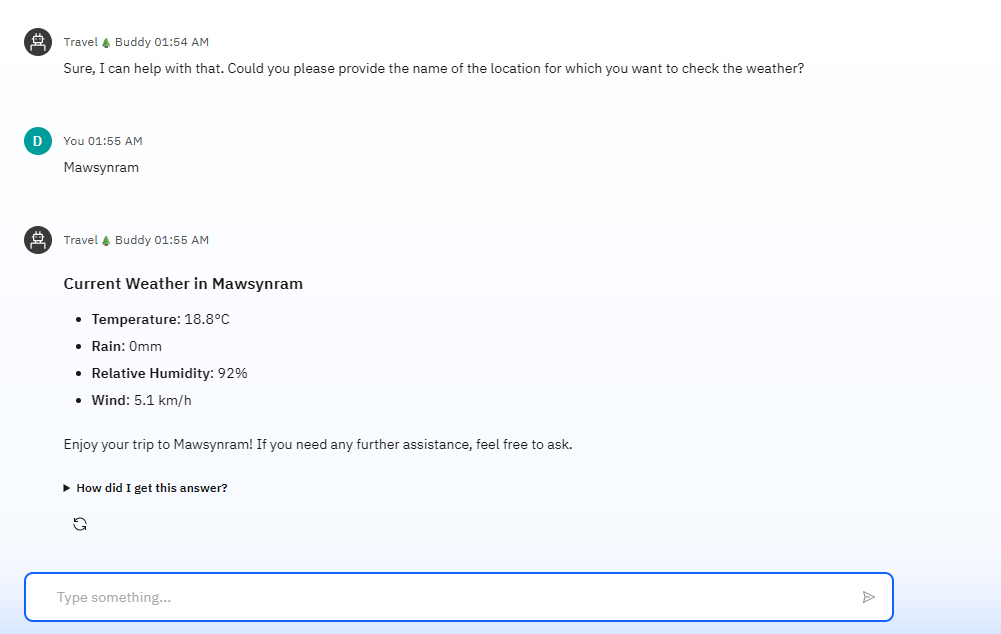 Travel🌲Buddy 01:54 AM
Sure, I can help with that. Could you please provide the name of the location for which you want to check the weather?
D
You 01:55 AM
Mawsynram
Travel🌲Buddy 01:55 AM
Current Weather in Mawsynram
• Temperature: 18.8°C
• Rain: 0mm
• Relative Humidity: 92%
• Wind: 5.1 km/h
Enjoy your trip to Mawsynram! If you need any further assistance, feel free to ask.
How did I get this answer?
Type something...